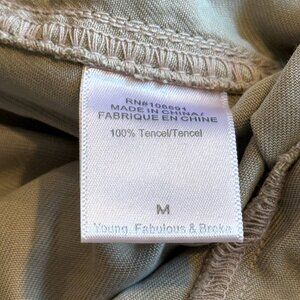 RN#106691
MADE IN CHINA/
FABRIQUE EN CHINE
100% Tencel/Tencel
M
Young, Fabulous & Broke